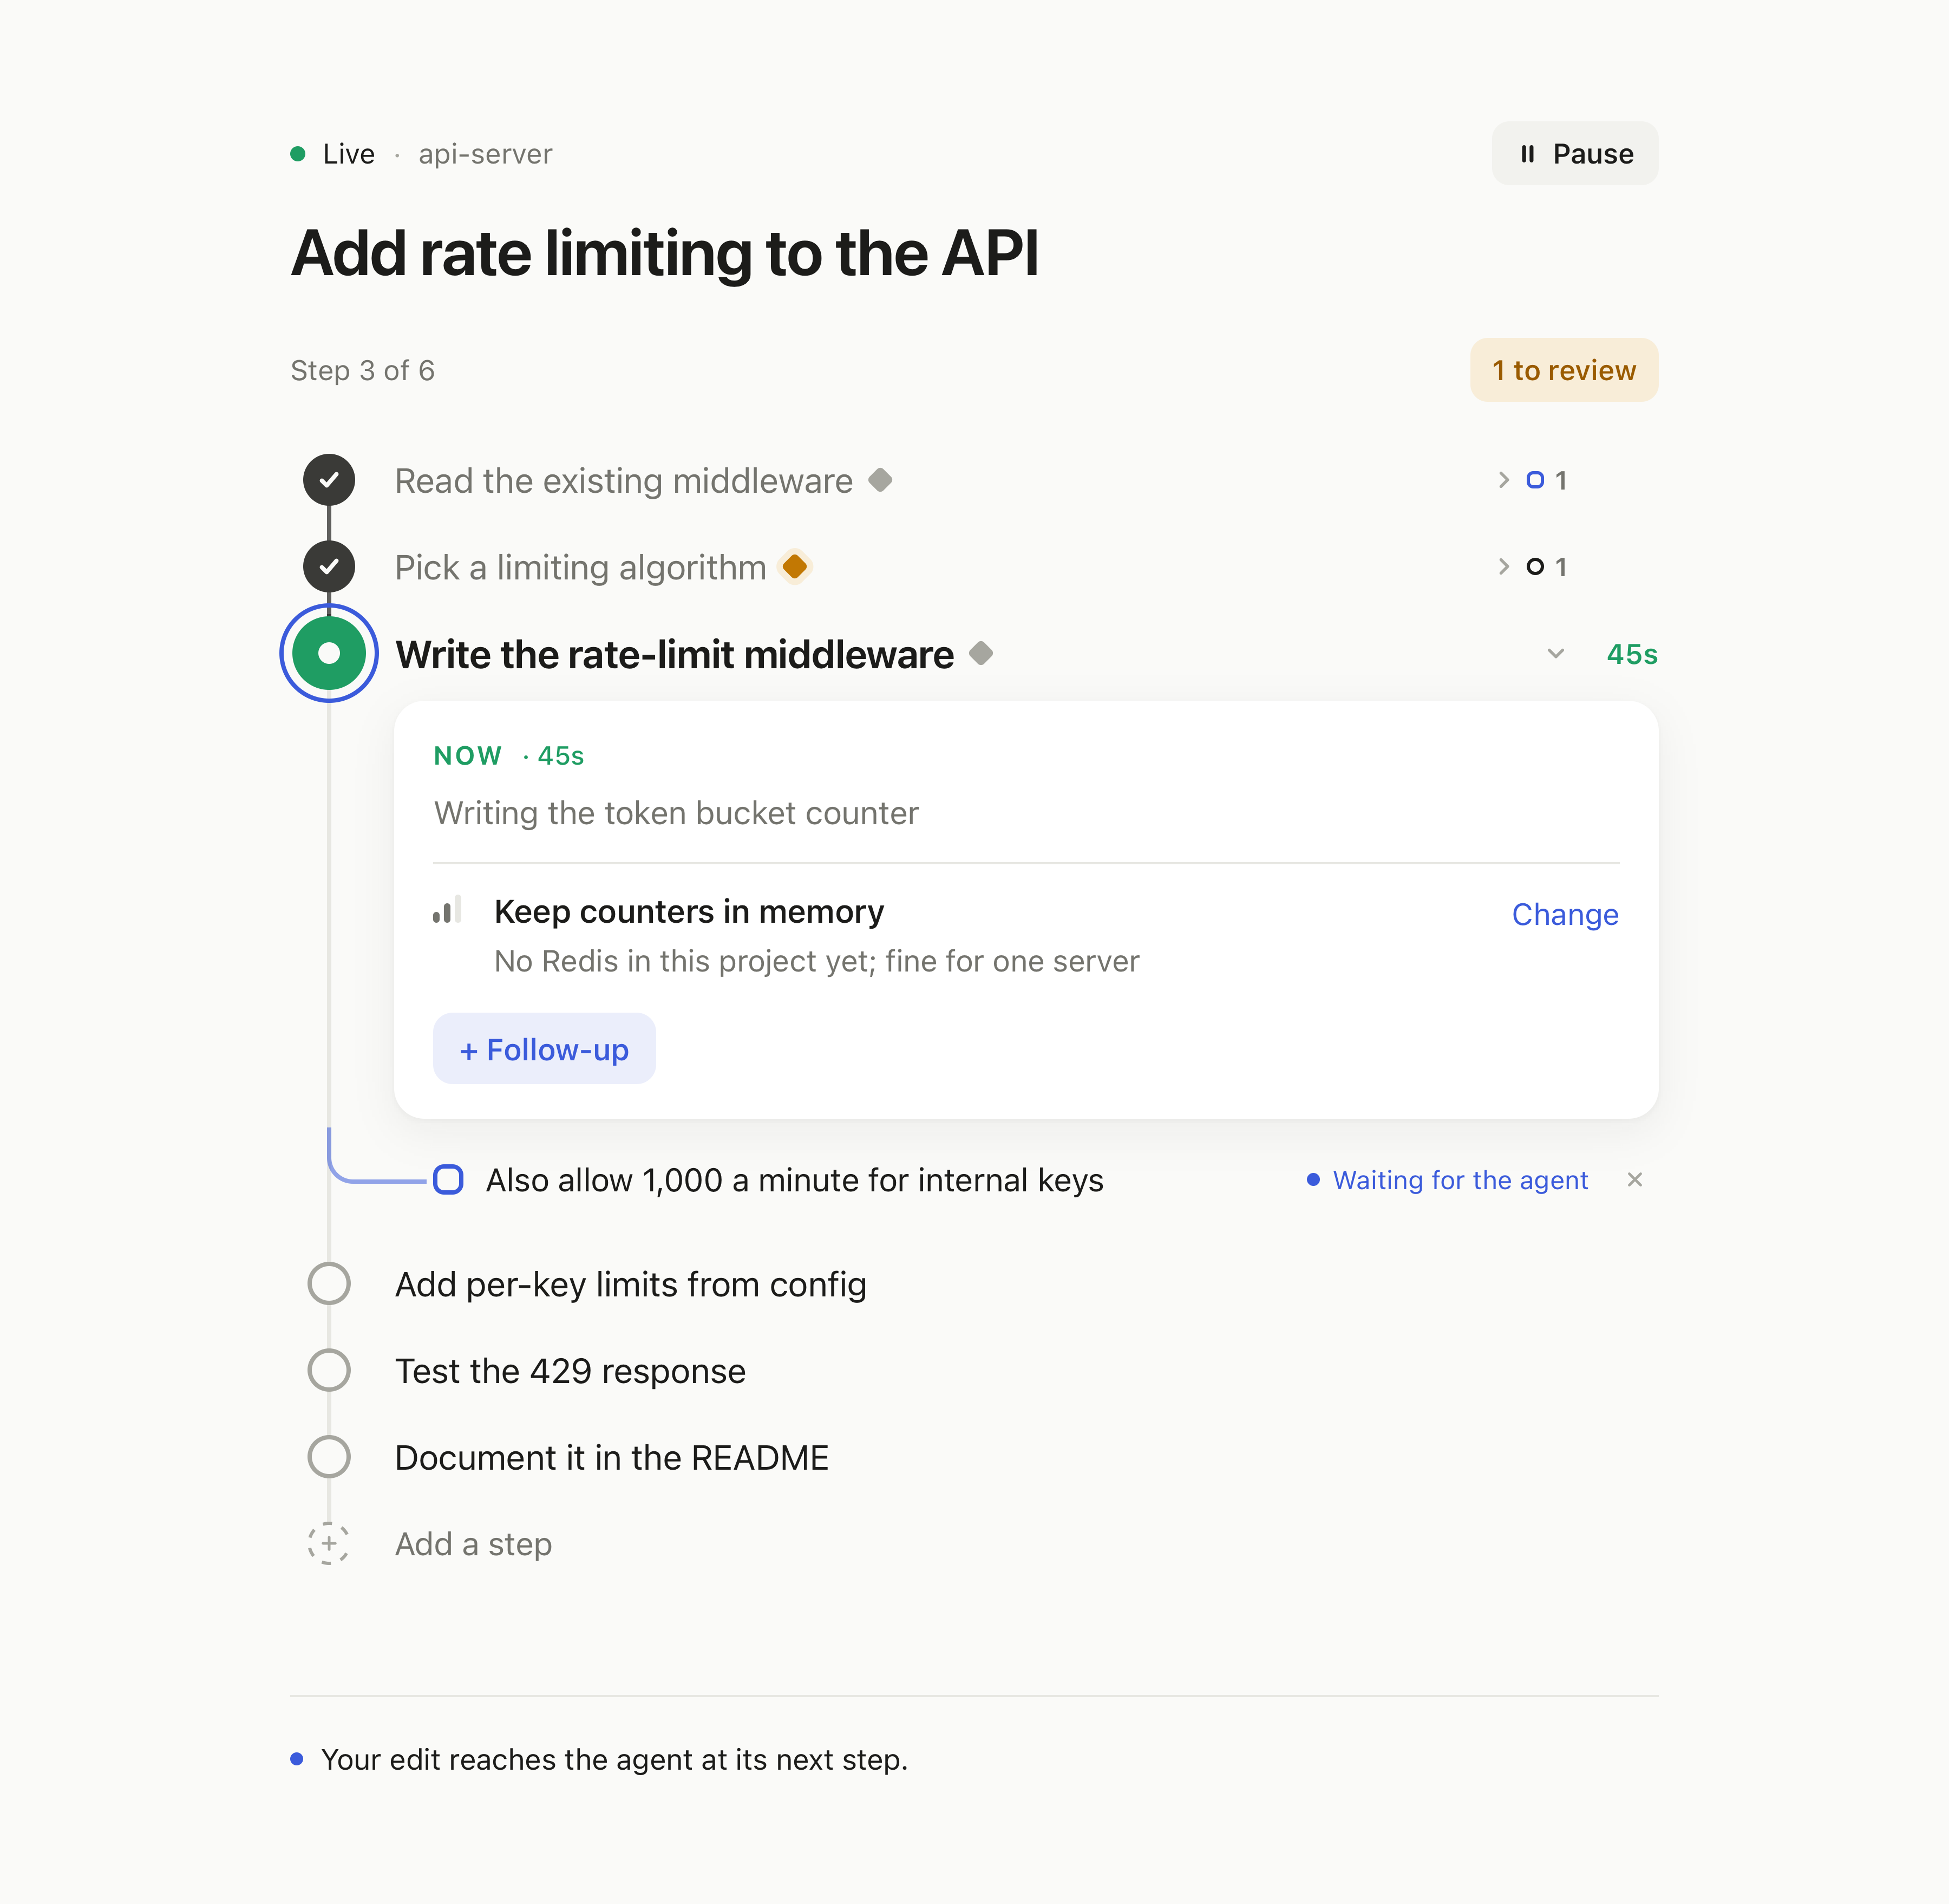 Live · api-server
Pause
Add rate limiting to the API
Step 3 of 6
1 to review
Read the existing middleware
1
Pick a limiting algorithm
1
Write the rate-limit middleware
45s
NOW · 45s
Writing the token bucket counter
Keep counters in memory
Change
No Redis in this project yet; fine for one server
+ Follow-up
Also allow 1,000 a minute for internal keys
Waiting for the agent
Add per-key limits from config
Test the 429 response
Document it in the README
Add a step
Your edit reaches the agent at its next step.